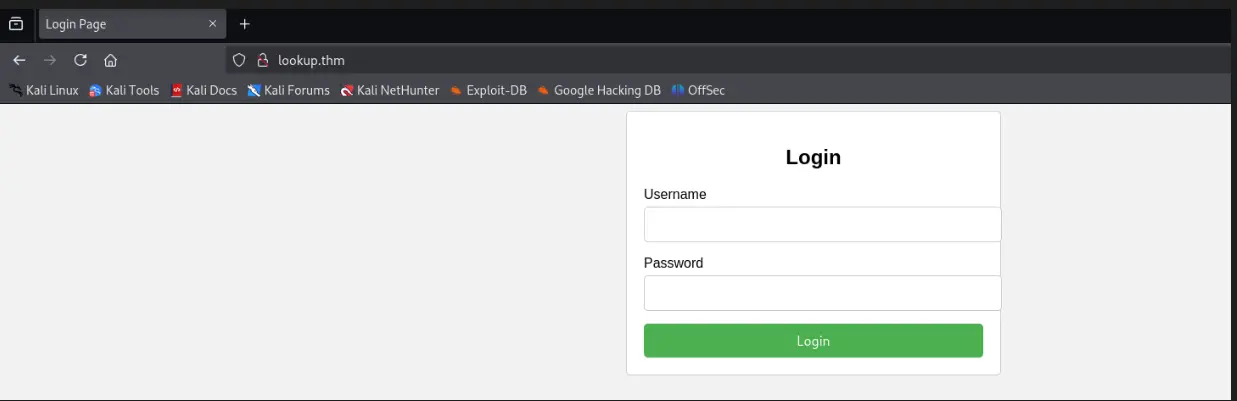 Login Page
lookup.thm
Kali Linux Kali Tools Kali Docs Kali Forums Kali NetHunter Exploit-DB Google Hacking DB OffSec
Login
Username
Password
Login